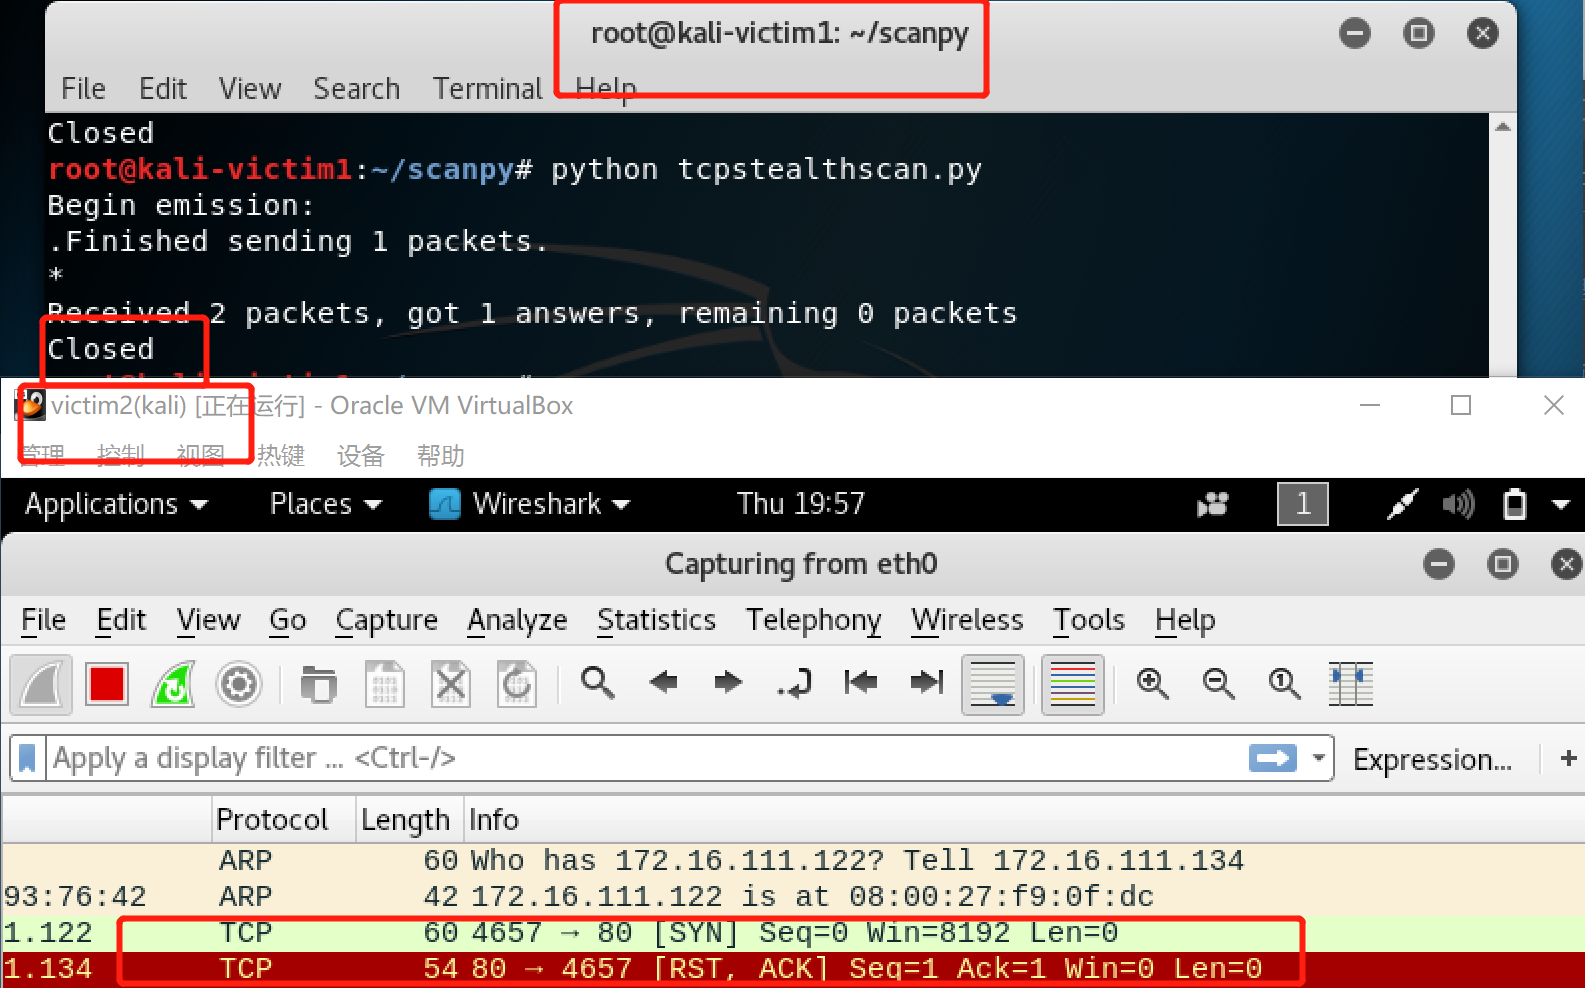 root@kali-victim1: ~/scanpy
File Edit View Search Terminal Help
Closed
root@kali-victim1:~/scanpy# python tcpstealthscan.py
Begin emission:
.Finished sending 1 packets.
*
Received 2 packets, got 1 answers, remaining 0 packets
Closed
victim2(kali) [正在运行] - Oracle VM VirtualBox
管理 控制 视图 热键 设备 帮助
Applications Places Wireshark Thu 19:57 1
Capturing from eth0
File Edit View Go Capture Analyze Statistics Telephony Wireless Tools Help
Apply a display filter ... <Ctrl-/> Expression... +
Protocol Length Info
ARP 60 Who has 172.16.111.122? Tell 172.16.111.134
93:76:42 ARP 42 172.16.111.122 is at 08:00:27:f9:0f:dc
1.122 TCP 60 4657 → 80 [SYN] Seq=0 Win=8192 Len=0
1.134 TCP 54 80 → 4657 [RST, ACK] Seq=1 Ack=1 Win=0 Len=0